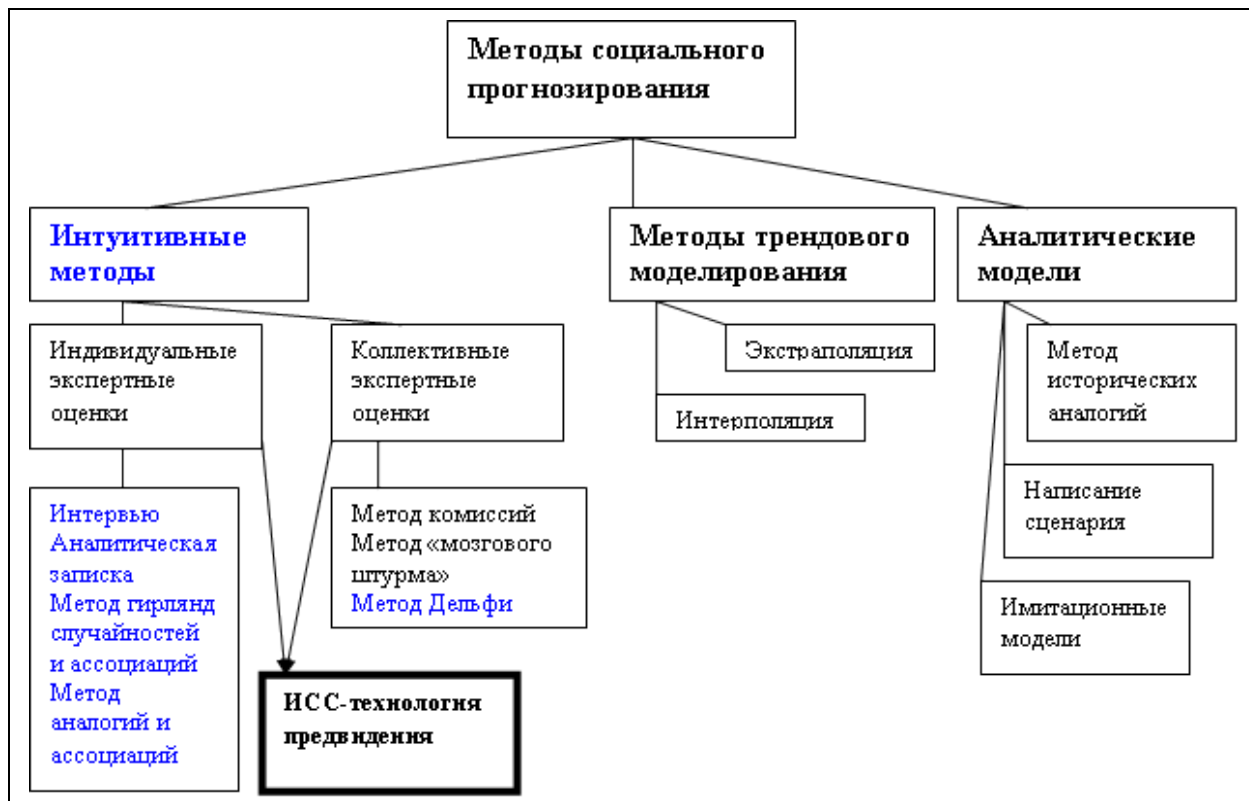 Методы социального
прогнозирования
Интуитивные
методы
Методы трендового
моделирования
Аналитические
модели
Индивидуальные
экспертные
оценки
Коллективные
экспертные
оценки
Экстраполяция
Интерполяция
Метод
исторических
аналогий
Интервью
Аналитическая
записка
Метод гирлянд
случайностей
и ассоциаций
Метод
аналогий и
ассоциаций
Метод комиссий
Метод «мозгового
штурма»
Метод Дельфи
Написание
сценария
Имитационные
модели
ИСС-технология
предвидения